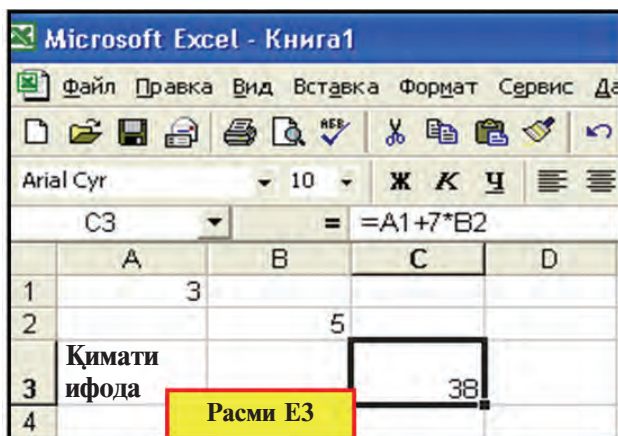 Microsoft Excel - Книга1
Файл Правка Вид Вставка Формат Сервис Да
Arial Cyr 10 Ж К Ч
C3 = =A1+7*B2
A B C D
1 3
2 5
Қимати
3 ифода 38
Расми Е3
4